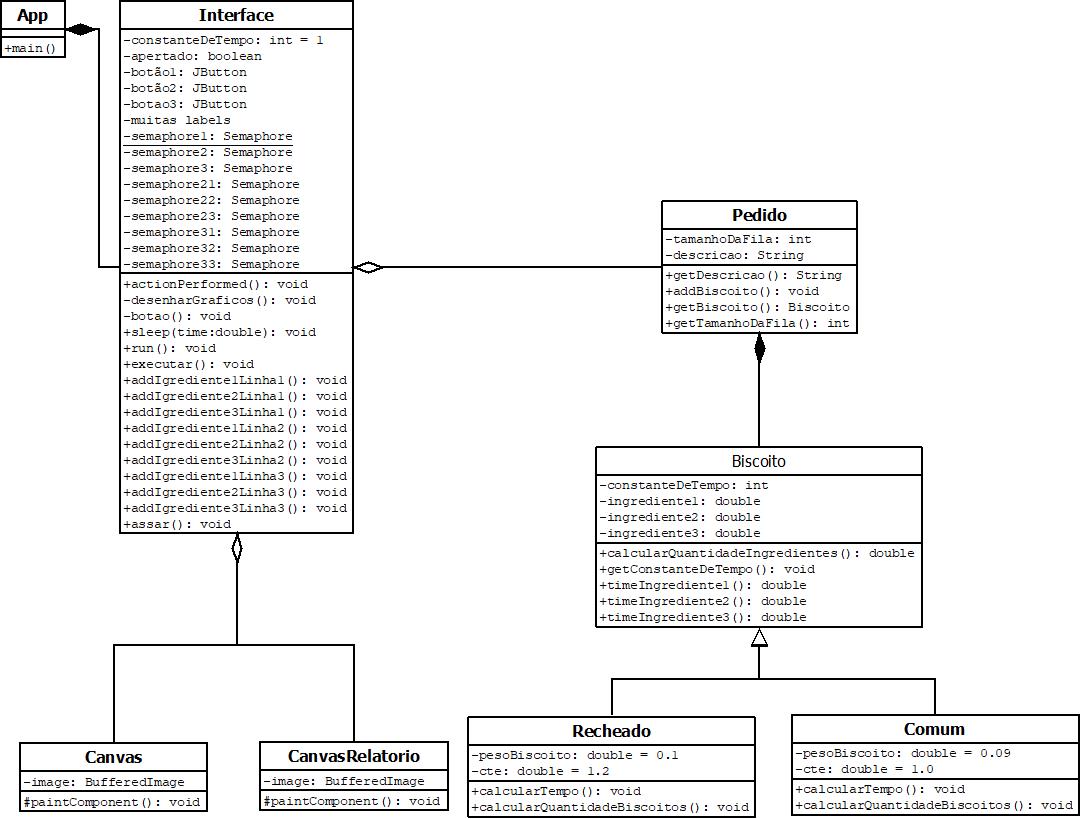 App
+main()
Interface
-constanteDeTempo: int = 1
-apertado: boolean
-botão1: JButton
-botão2: JButton
-botao3: JButton
-muitas labels
-semaphore1: Semaphore
-semaphore2: Semaphore
-semaphore3: Semaphore
-semaphore21: Semaphore
-semaphore22: Semaphore
-semaphore23: Semaphore
-semaphore31: Semaphore
-semaphore32: Semaphore
-semaphore33: Semaphore
+actionPerformed(): void
-desenharGraficos(): void
-botao(): void
+sleep(time:double): void
+run(): void
+executar(): void
+addIgrediente1Linha1(): void
+addIgrediente2Linha1(): void
+addIgrediente3Linha1(): void
+addIgrediente1Linha2(): void
+addIgrediente2Linha2(): void
+addIgrediente3Linha2(): void
+addIgrediente1Linha3(): void
+addIgrediente2Linha3(): void
+addIgrediente3Linha3(): void
+assar(): void
Pedido
-tamanhoDaFila: int
-descricao: String
+getDescricao(): String
+addBiscoito(): void
+getBiscoito(): Biscoito
+getTamanhoDaFila(): int
Biscoito
-constanteDeTempo: int
-ingrediente1: double
-ingrediente2: double
-ingrediente3: double
+calcularQuantidadeIngredientes(): double
+getConstanteDeTempo(): void
+timeIngrediente1(): double
+timeIngrediente2(): double
+timeIngrediente3(): double
Canvas
-image: BufferedImage
#paintComponent(): void
CanvasRelatorio
-image: BufferedImage
#paintComponent(): void
Recheado
-pesoBiscoito: double = 0.1
-cte: double = 1.2
+calcularTempo(): void
+calcularQuantidadeBiscoitos(): void
Comum
-pesoBiscoito: double = 0.09
-cte: double = 1.0
+calcularTempo(): void
+calcularQuantidadeBiscoitos(): void